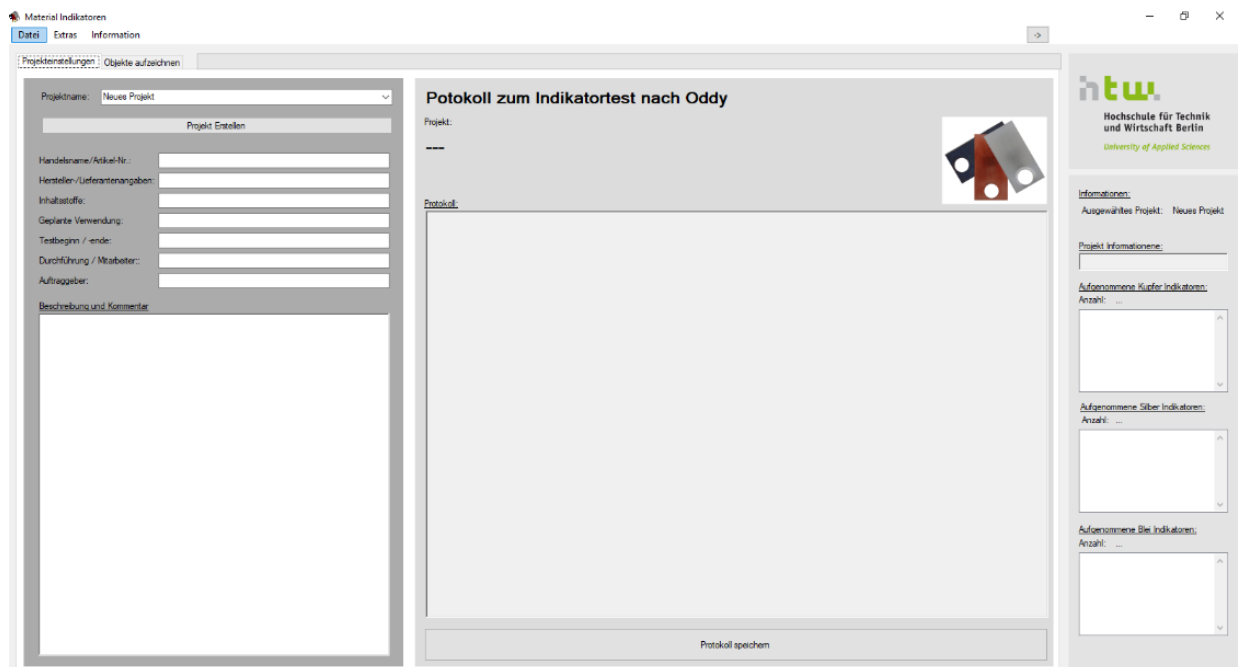 Material Indikatoren
Datei Extras Information
->
Projekteinstellungen Objekte aufzeichnen
Projektname: Neues Projekt
Projekt Erstellen
Handelsname/Artikel-Nr.:
Hersteller-/Lieferantenangaben:
Inhaltsstoffe:
Geplante Verwendung:
Testbeginn / -ende:
Durchführung / Mitarbeiter::
Auftraggeber:
Beschreibung und Kommentar
Potokoll zum Indikatortest nach Oddy
Projekt:
---
Protokoll:
Protokoll speichern
htw.
Hochschule für Technik
und Wirtschaft Berlin
University of Applied Sciences
Informationen:
Ausgewähltes Projekt: Neues Projekt
Projekt Informationene:
Aufgenommene Kupfer Indikatoren:
Anzahl: ...
Aufgenommene Silber Indikatoren:
Anzahl: ...
Aufgenommene Blei Indikatoren:
Anzahl: ...